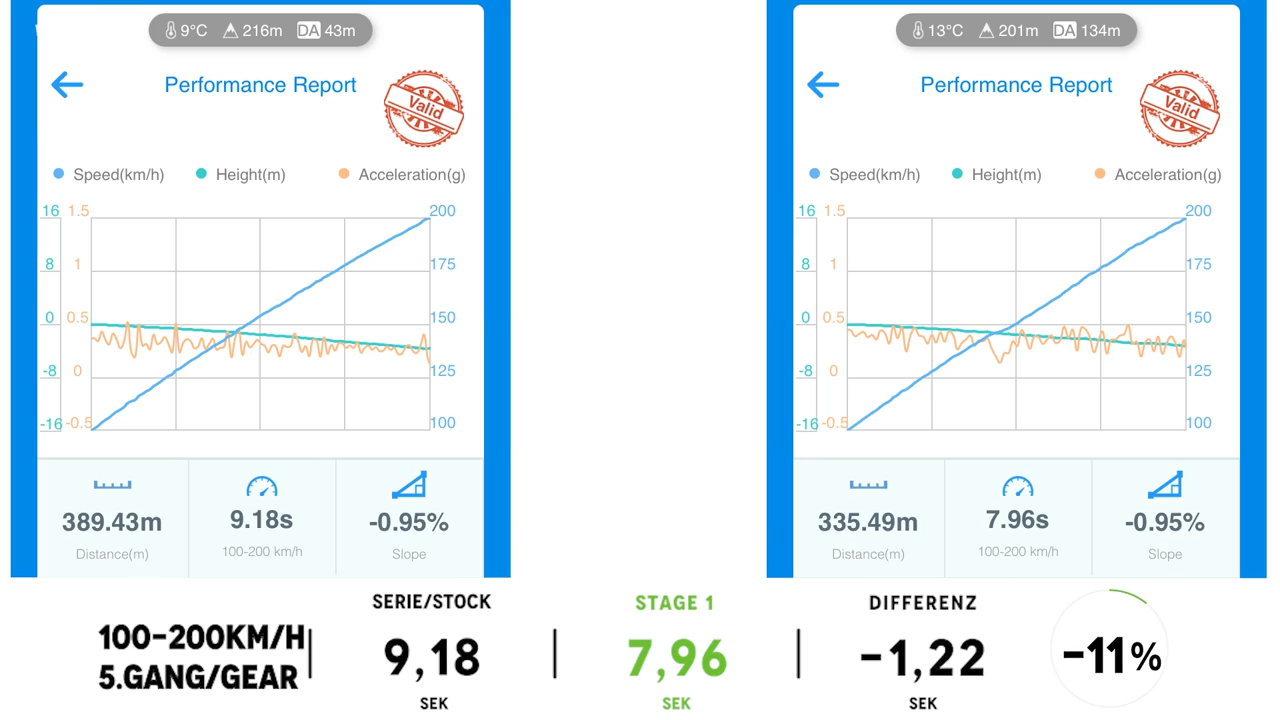 9°C 216m DA 43m
Performance Report
Valid
Speed(km/h) Height(m) Acceleration(g)
16 1.5 200
8 1 175
0 0.5 150
-8 0 125
-16 -0.5 100
389.43m 9.18s -0.95%
Distance(m) 100-200 km/h Slope
13°C 201m DA 134m
Performance Report
Valid
Speed(km/h) Height(m) Acceleration(g)
16 1.5 200
8 1 175
0 0.5 150
-8 0 125
-16 -0.5 100
335.49m 7.96s -0.95%
Distance(m) 100-200 km/h Slope
100-200KM/H
5.GANG/GEAR
SERIE/STOCK
9,18
SEK
STAGE 1
7,96
SEK
DIFFERENZ
-1,22
SEK
-11%